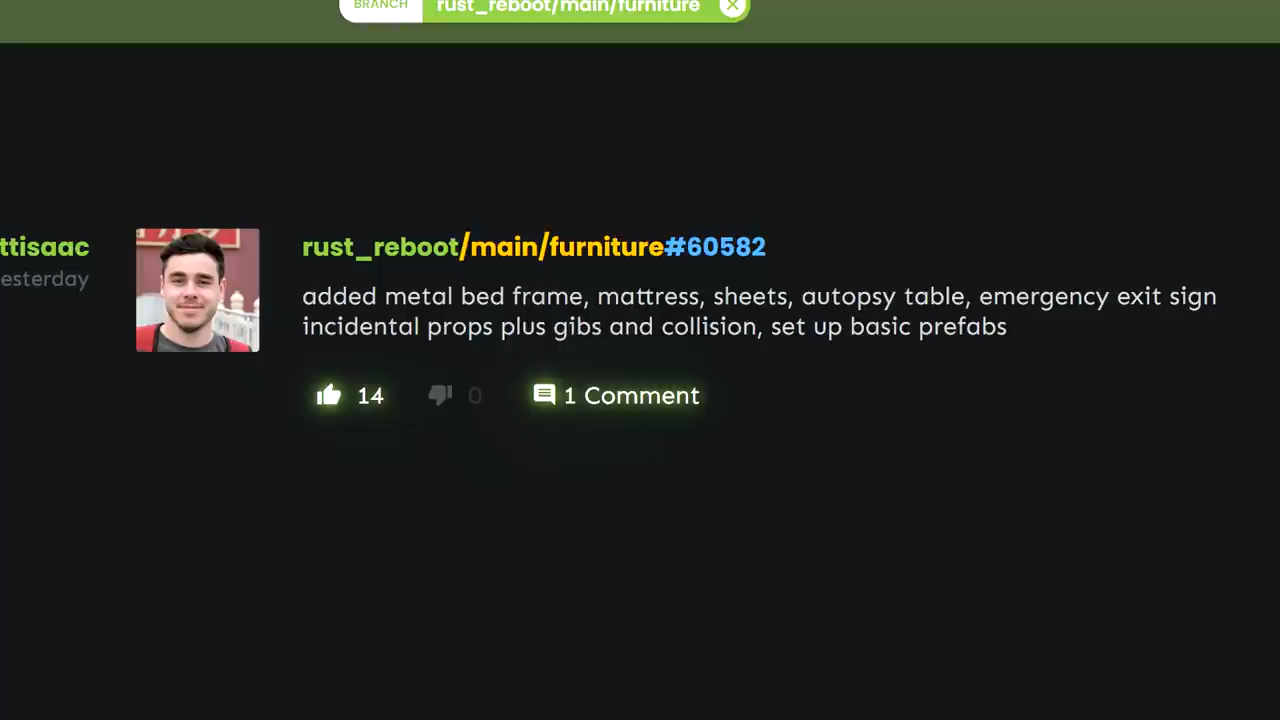 BRANCH rust_reboot/main/furniture
ttisaac
esterday
rust_reboot/main/furniture#60582
added metal bed frame, mattress, sheets, autopsy table, emergency exit sign
incidental props plus gibs and collision, set up basic prefabs
14 0 1 Comment